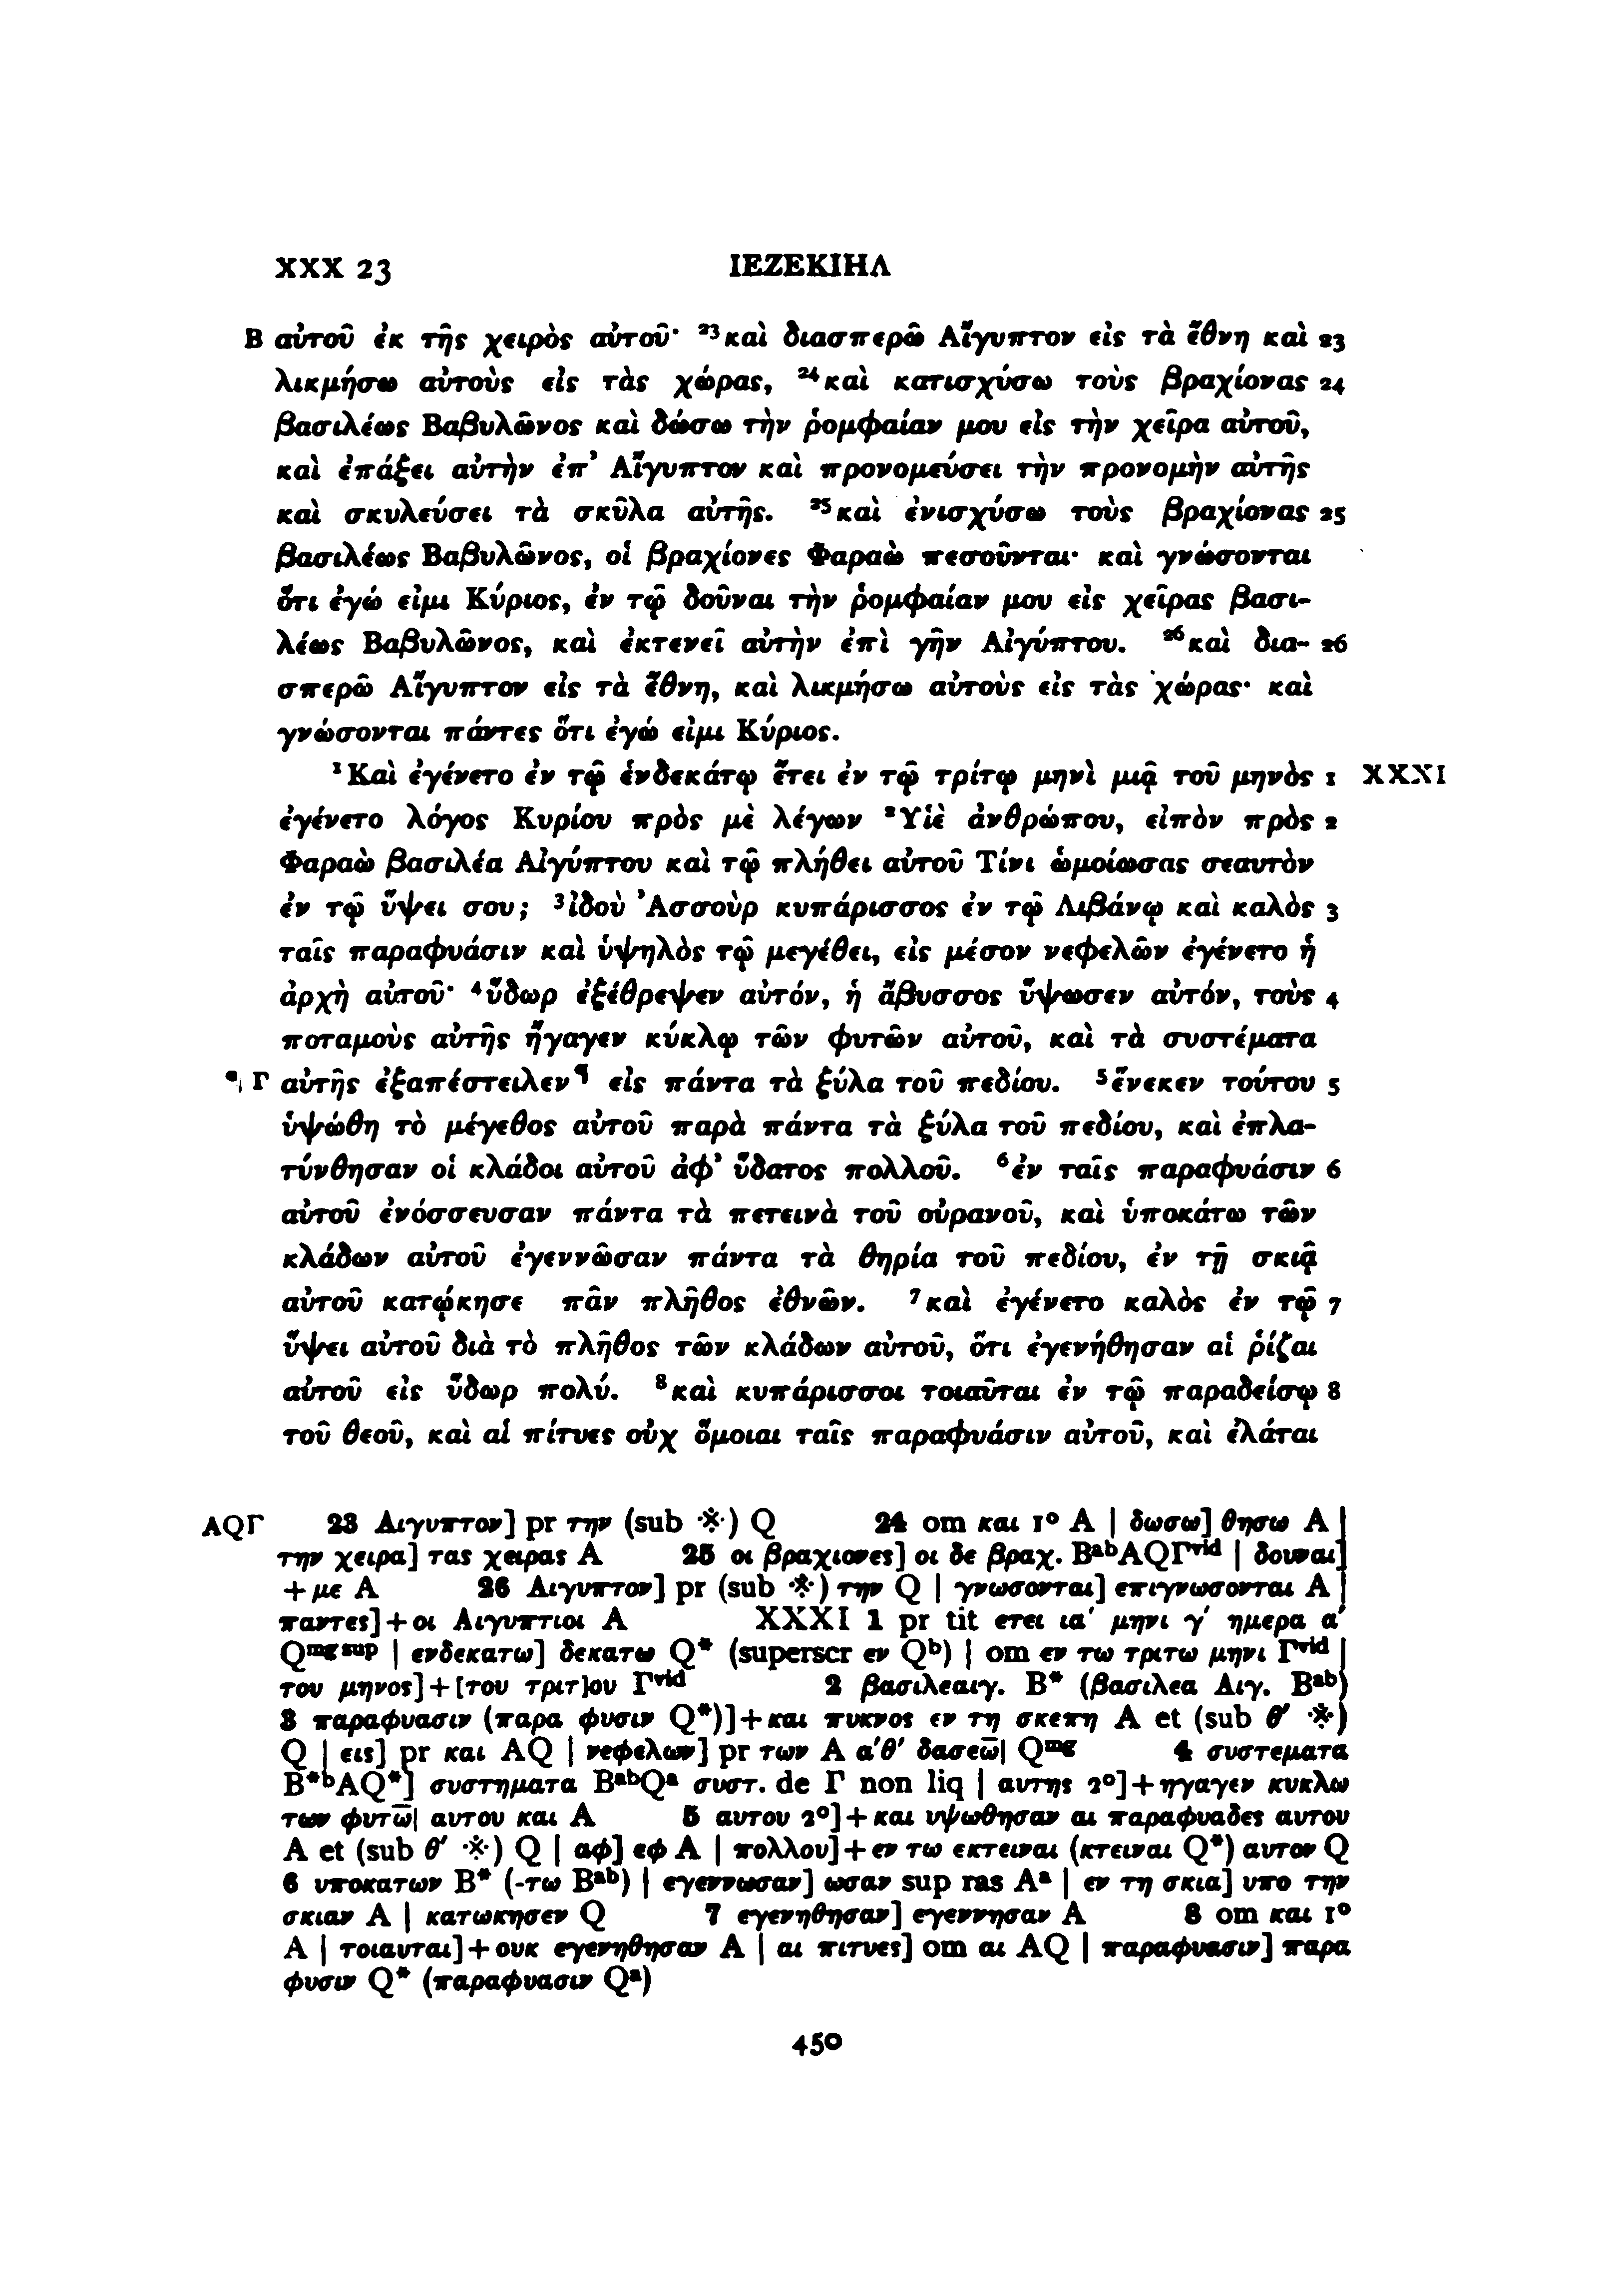 XXX 23 ΙΕΖΕΚΙΗΛ
B αὐτοῦ ἐκ τῆς χειρὸς αὐτοῦ· ²³καὶ διασπερῶ Αἴγυπτον εἰς τὰ ἔθνη καὶ 23
λικμήσω αὐτοὺς εἰς τὰς χώρας, ²⁴καὶ κατισχύσω τοὺς βραχίονας 24
βασιλέως Βαβυλῶνος καὶ δώσω τὴν ῥομφαίαν μου εἰς τὴν χεῖρα αὐτοῦ,
καὶ ἐπάξει αὐτὴν ἐπ’ Αἴγυπτον καὶ προνομεύσει τὴν προνομὴν αὐτῆς
καὶ σκυλεύσει τὰ σκῦλα αὐτῆς. ²⁵καὶ ἐνισχύσω τοὺς βραχίονας 25
βασιλέως Βαβυλῶνος, οἱ βραχίονες Φαραὼ πεσοῦνται· καὶ γνώσονται
ὅτι ἐγώ εἰμι Κύριος, ἐν τῷ δοῦναι τὴν ῥομφαίαν μου εἰς χεῖρας βασι-
λέως Βαβυλῶνος, καὶ ἐκτενεῖ αὐτὴν ἐπὶ γῆν Αἰγύπτου. ²⁶καὶ δια- 26
σπερῶ Αἴγυπτον εἰς τὰ ἔθνη, καὶ λικμήσω αὐτοὺς εἰς τὰς χώρας· καὶ
γνώσονται πάντες ὅτι ἐγώ εἰμι Κύριος.
¹Καὶ ἐγένετο ἐν τῷ ἑνδεκάτῳ ἔτει ἐν τῷ τρίτῳ μηνὶ μιᾷ τοῦ μηνὸς 1 XXXI
ἐγένετο λόγος Κυρίου πρὸς μὲ λέγων ²Υἱὲ ἀνθρώπου, εἰπὸν πρὸς 2
Φαραὼ βασιλέα Αἰγύπτου καὶ τῷ πλήθει αὐτοῦ Τίνι ὡμοίωσας σεαυτὸν
ἐν τῷ ὕψει σου; ³ἰδοὺ Ἀσσοὺρ κυπάρισσος ἐν τῷ Λιβάνῳ καὶ καλὸς 3
ταῖς παραφυάσιν καὶ ὑψηλὸς τῷ μεγέθει, εἰς μέσον νεφελῶν ἐγένετο ἡ
ἀρχὴ αὐτοῦ· ⁴ὕδωρ ἐξέθρεψεν αὐτόν, ἡ ἄβυσσος ὕψωσεν αὐτόν, τοὺς 4
ποταμοὺς αὐτῆς ἤγαγεν κύκλῳ τῶν φυτῶν αὐτοῦ, καὶ τὰ συστέματα
¶ Γ αὐτῆς ἐξαπέστειλεν¶ εἰς πάντα τὰ ξύλα τοῦ πεδίου. ⁵ἕνεκεν τούτου 5
ὑψώθη τὸ μέγεθος αὐτοῦ παρὰ πάντα τὰ ξύλα τοῦ πεδίου, καὶ ἐπλα-
τύνθησαν οἱ κλάδοι αὐτοῦ ἀφ’ ὕδατος πολλοῦ. ⁶ἐν ταῖς παραφυάσιν 6
αὐτοῦ ἐνόσσευσαν πάντα τὰ πετεινὰ τοῦ οὐρανοῦ, καὶ ὑποκάτω τῶν
κλάδων αὐτοῦ ἐγεννῶσαν πάντα τὰ θηρία τοῦ πεδίου, ἐν τῇ σκιᾷ
αὐτοῦ κατῴκησε πᾶν πλῆθος ἐθνῶν. ⁷καὶ ἐγένετο καλὸς ἐν τῷ 7
ὕψει αὐτοῦ διὰ τὸ πλῆθος τῶν κλάδων αὐτοῦ, ὅτι ἐγενήθησαν αἱ ῥίζαι
αὐτοῦ εἰς ὕδωρ πολύ. ⁸καὶ κυπάρισσοι τοιαῦται ἐν τῷ παραδείσῳ 8
τοῦ θεοῦ, καὶ αἱ πίτυες οὐχ ὅμοιαι ταῖς παραφυάσιν αὐτοῦ, καὶ ἐλάται
AQΓ 23 Αιγυπτον] pr την (sub ※) Q 24 om και 1° A | δωσω] θησω A |
την χειρα] τας χειρας A 25 οι βραχιονες] οι δε βραχ. Bᵃᵇ AQΓᵛⁱᵈ | δουναι]
+με A 26 Αιγυπτον] pr (sub ※) την Q | γνωσονται] επιγνωσονται A |
παντες]+οι Αιγυπτιοι A XXXI 1 pr tit ετει ια′ μηνι γ′ ημερα α′
Qᵐᵍ ˢᵘᵖ | ενδεκατω] δεκατω Q* (superscr εν Qᵇ) | om εν τω τριτω μηνι Γᵛⁱᵈ |
του μηνος]+[του τριτ]ου Γᵛⁱᵈ 2 βασιλεαιγ. B* (βασιλεα Αιγ. Bᵃᵇ)
3 παραφυασιν (παρα φυσιν Q*)]+και πυκνος εν τη σκεπη A et (sub θ′ ※)
Q | εις] pr και AQ | νεφελων] pr των A α′θ′ δασεω̅| Qᵐᵍ 4 συστεματα
B*ᵇAQ*] συστηματα BᵃᵇQᵃ συστ. de Γ non liq | αυτης 2°]+ηγαγεν κυκλω
των φυτω̅| αυτου και A 5 αυτου 2°]+και υψωθησαν αι παραφυαδες αυτου
A et (sub θ′ ※) Q | αφ] εφ A | πολλου]+εν τω εκτειναι (κτειναι Q*) αυτον Q
6 υποκατων B* (-τω Bᵃᵇ) | εγεννωσαν] ωσαν sup ras Aᵃ | εν τη σκια] υπο την
σκιαν A | κατωκησεν Q 7 εγενηθησαν] εγεννησαν A 8 om και 1°
A | τοιαυται]+ουκ εγενηθησαν A | αι πιτυες] om αι AQ | παραφυασιν] παρα
φυσιν Q* (παραφυασιν Qᵃ)
450